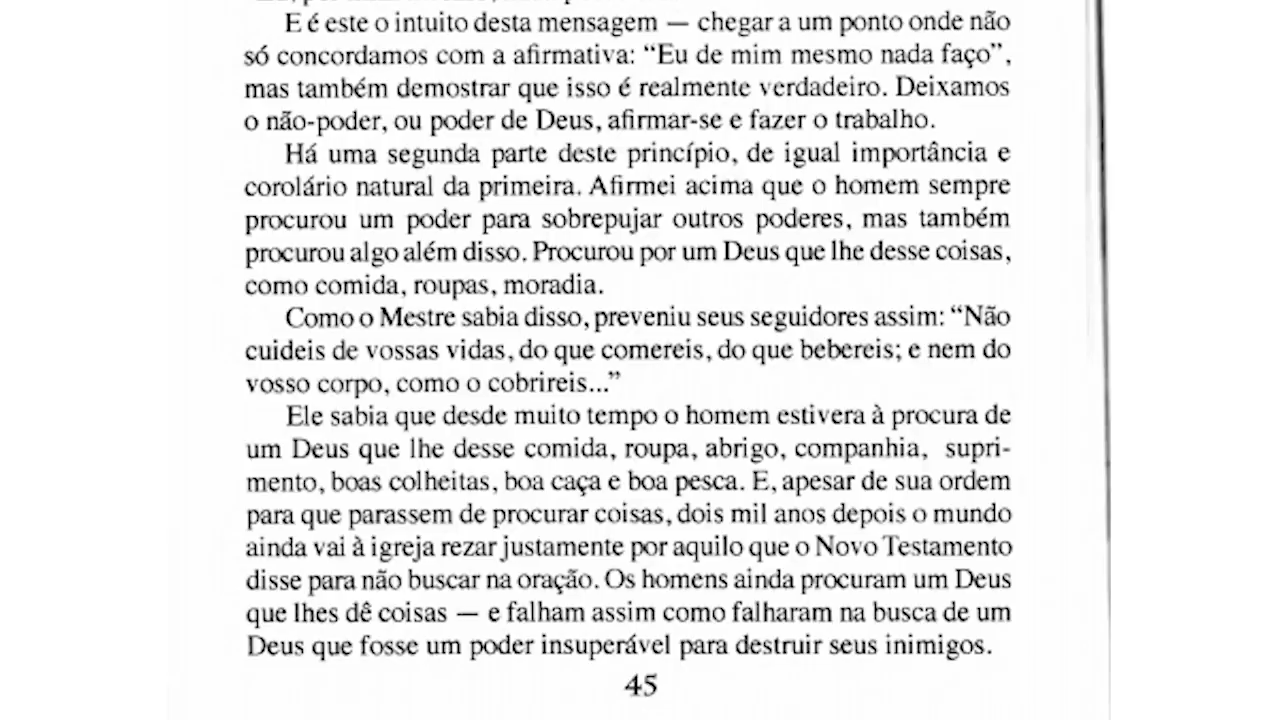 E é este o intuito desta mensagem — chegar a um ponto onde não
só concordamos com a afirmativa: “Eu de mim mesmo nada faço”,
mas também demostrar que isso é realmente verdadeiro. Deixamos
o não-poder, ou poder de Deus, afirmar-se e fazer o trabalho.
Há uma segunda parte deste princípio, de igual importância e
corolário natural da primeira. Afirmei acima que o homem sempre
procurou um poder para sobrepujar outros poderes, mas também
procurou algo além disso. Procurou por um Deus que lhe desse coisas,
como comida, roupas, moradia.
Como o Mestre sabia disso, preveniu seus seguidores assim: “Não
cuideis de vossas vidas, do que comereis, do que bebereis; e nem do
vosso corpo, como o cobrireis...”
Ele sabia que desde muito tempo o homem estivera à procura de
um Deus que lhe desse comida, roupa, abrigo, companhia, supri-
mento, boas colheitas, boa caça e boa pesca. E, apesar de sua ordem
para que parassem de procurar coisas, dois mil anos depois o mundo
ainda vai à igreja rezar justamente por aquilo que o Novo Testamento
disse para não buscar na oração. Os homens ainda procuram um Deus
que lhes dê coisas — e falham assim como falharam na busca de um
Deus que fosse um poder insuperável para destruir seus inimigos.
45